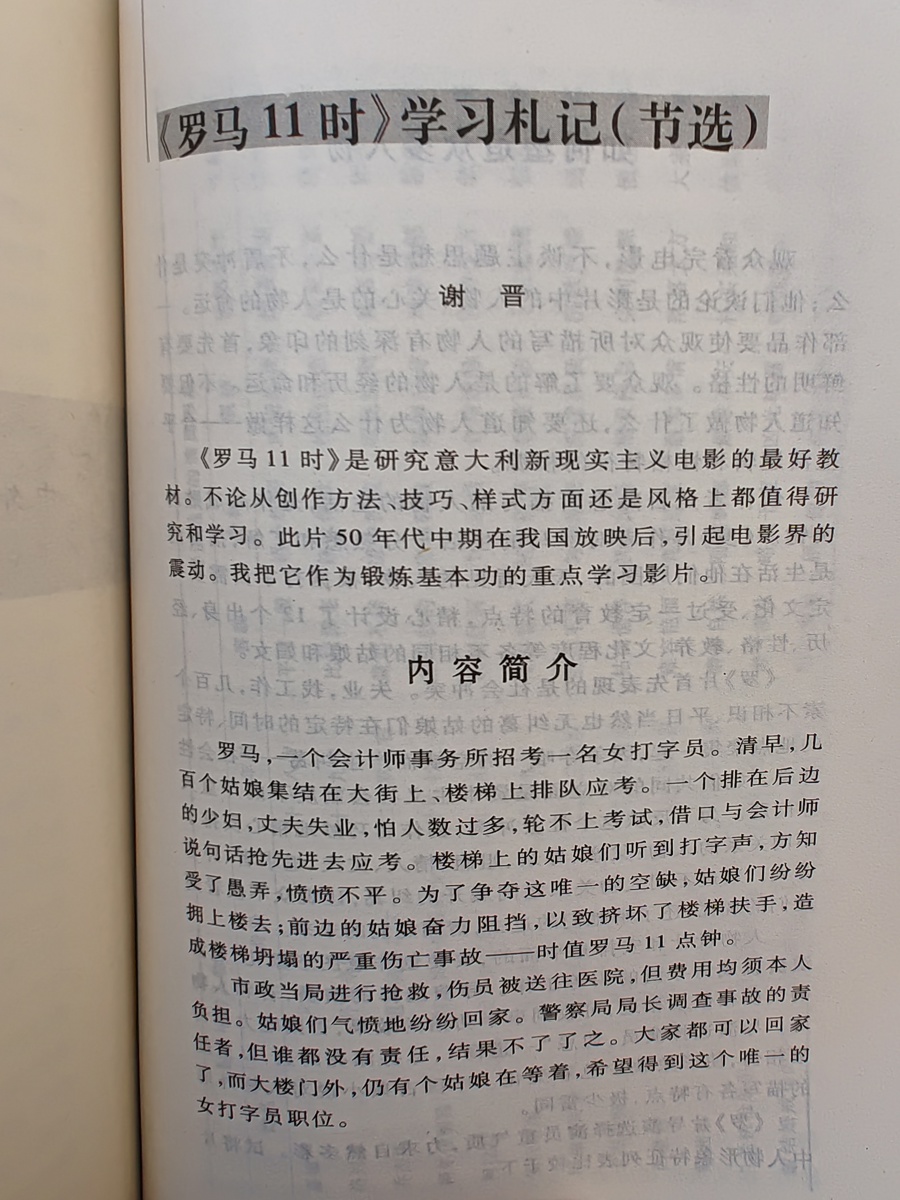 《罗马11时》学习札记(节选)
谢 晋
《罗马11时》是研究意大利新现实主义电影的最好教
材。不论从创作方法、技巧、样式方面还是风格上都值得研
究和学习。此片50年代中期在我国放映后,引起电影界的
震动。我把它作为锻炼基本功的重点学习影片。
内容简介
罗马,一个会计师事务所招考一名女打字员。清早,几
百个姑娘集结在大街上、楼梯上排队应考。一个排在后边
的少妇,丈夫失业,怕人数过多,轮不上考试,借口与会计师
说句话抢先进去应考。楼梯上的姑娘们听到打字声,方知
受了愚弄,愤愤不平。为了争夺这唯一的空缺,姑娘们纷纷
拥上楼去;前边的姑娘奋力阻挡,以致挤坏了楼梯扶手,造
成楼梯坍塌的严重伤亡事故——时值罗马11点钟。
市政当局进行抢救,伤员被送往医院,但费用均须本人
负担。姑娘们气愤地纷纷回家。警察局局长调查事故的责
任者,但谁都没有责任,结果不了了之。大家都可以回家
了,而大楼门外,仍有个姑娘在等着,希望得到这个唯一的
女打字员职位。